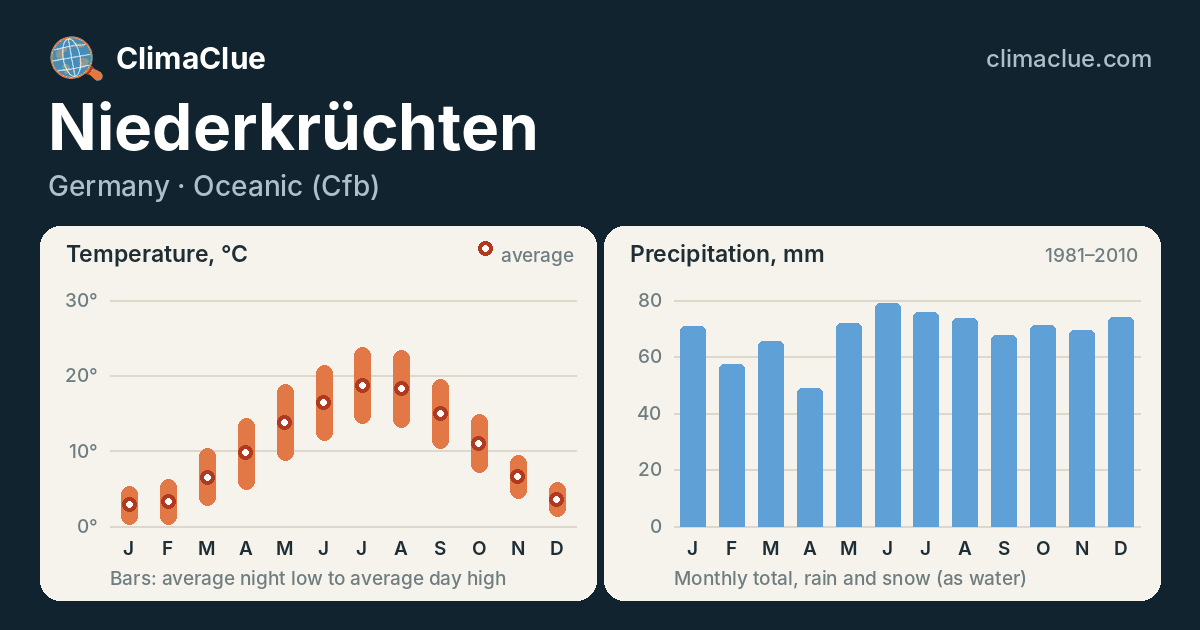 ClimaClue
climaclue.com
Niederkrüchten
Germany · Oceanic (Cfb)
Temperature, °C
average
30°
20°
10°
0°
J F M A M J J A S O N D
Bars: average night low to average day high
Precipitation, mm
1981–2010
80
60
40
20
0
J F M A M J J A S O N D
Monthly total, rain and snow (as water)